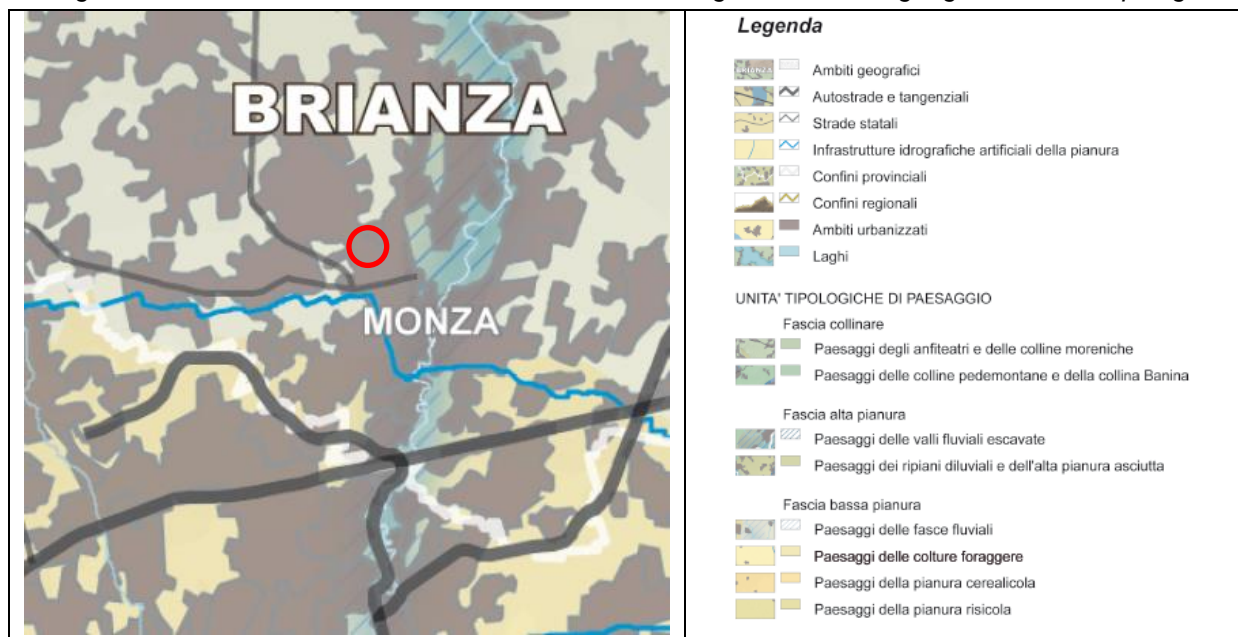 BRIANZA
MONZA
Legenda
Ambiti geografici
Autostrade e tangenziali
Strade statali
Infrastrutture idrografiche artificiali della pianura
Confini provinciali
Confini regionali
Ambiti urbanizzati
Laghi
UNITA' TIPOLOGICHE DI PAESAGGIO
Fascia collinare
Paesaggi degli anfiteatri e delle colline moreniche
Paesaggi delle colline pedemontane e della collina Banina
Fascia alta pianura
Paesaggi delle valli fluviali escavate
Paesaggi dei ripiani diluviali e dell'alta pianura asciutta
Fascia bassa pianura
Paesaggi delle fasce fluviali
Paesaggi delle colture foraggere
Paesaggi della pianura cerealicola
Paesaggi della pianura risicola